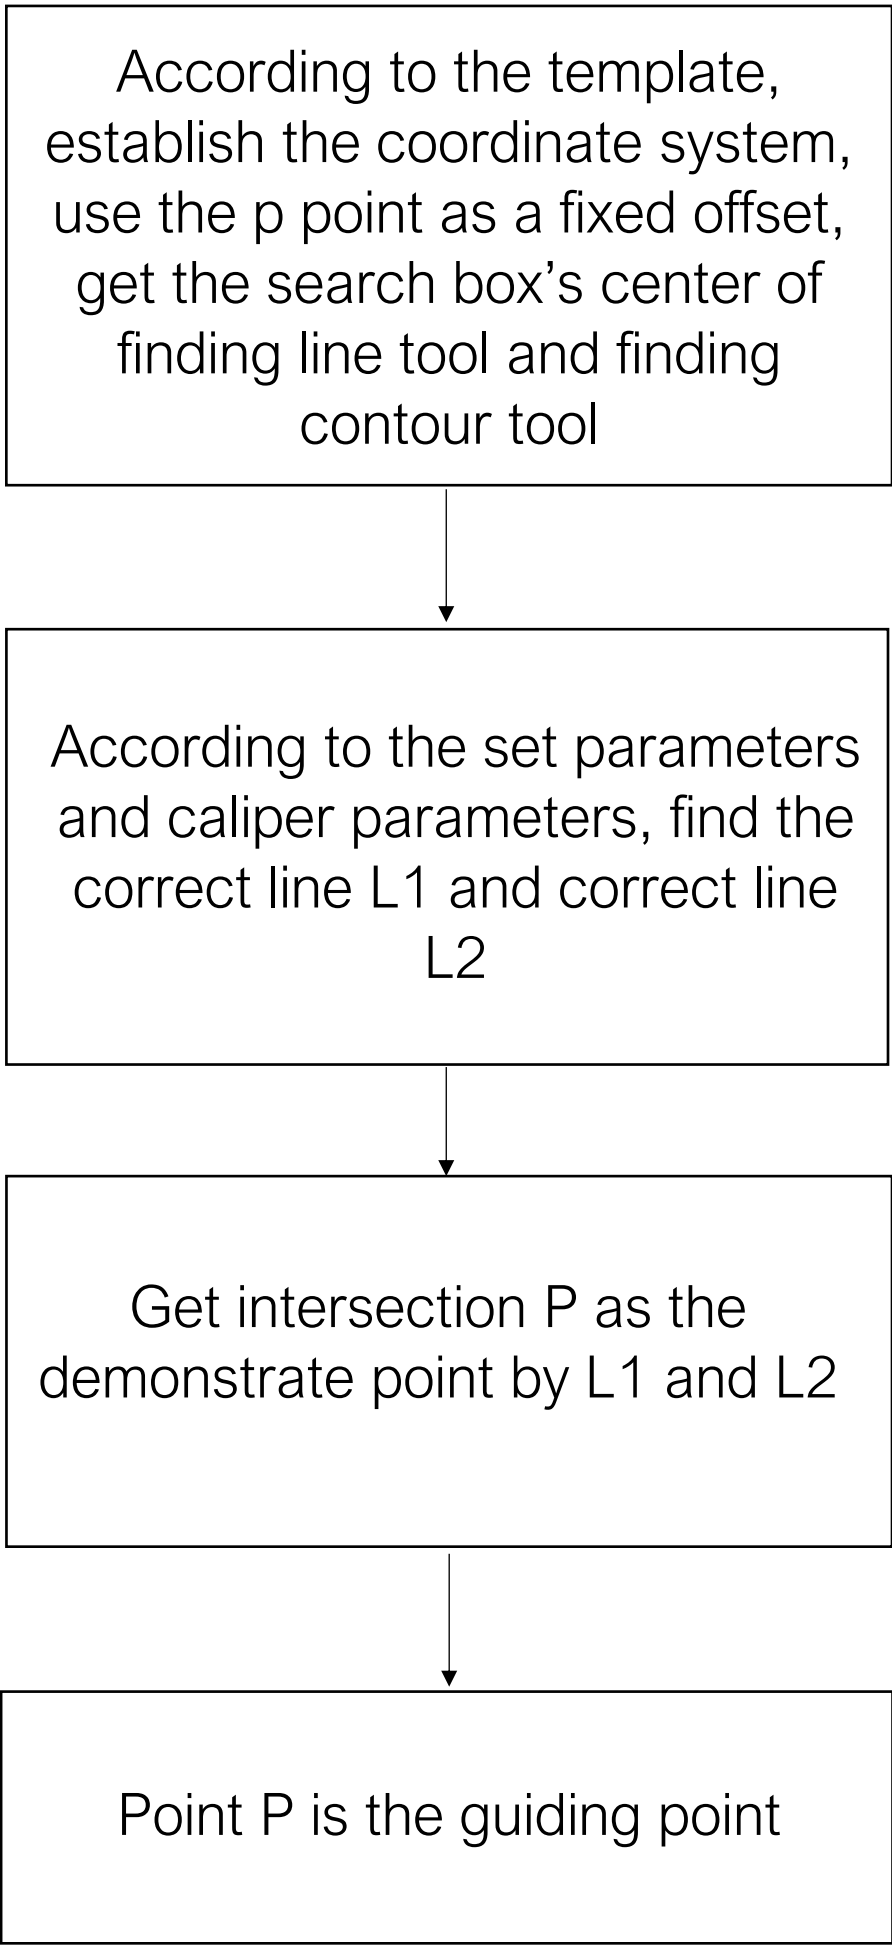 According to the template,
establish the coordinate system,
use the p point as a fixed offset,
get the search box’s center of
finding line tool and finding
contour tool
According to the set parameters
and caliper parameters, find the
correct line L1 and correct line
L2
Get intersection P as the
demonstrate point by L1 and L2
Point P is the guiding point